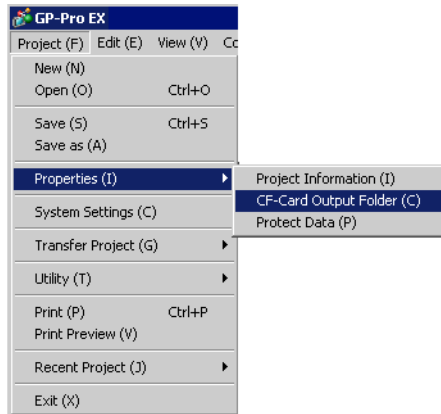 GP-Pro EX
Project (F) Edit (E) View (V)
New (N)
Open (O) Ctrl+O
Save (S) Ctrl+S
Save as (A)
Properties (I)
Project Information (I)
CF-Card Output Folder (C)
Protect Data (P)
System Settings (C)
Transfer Project (G)
Utility (T)
Print (P) Ctrl+P
Print Preview (V)
Recent Project (J)
Exit (X)